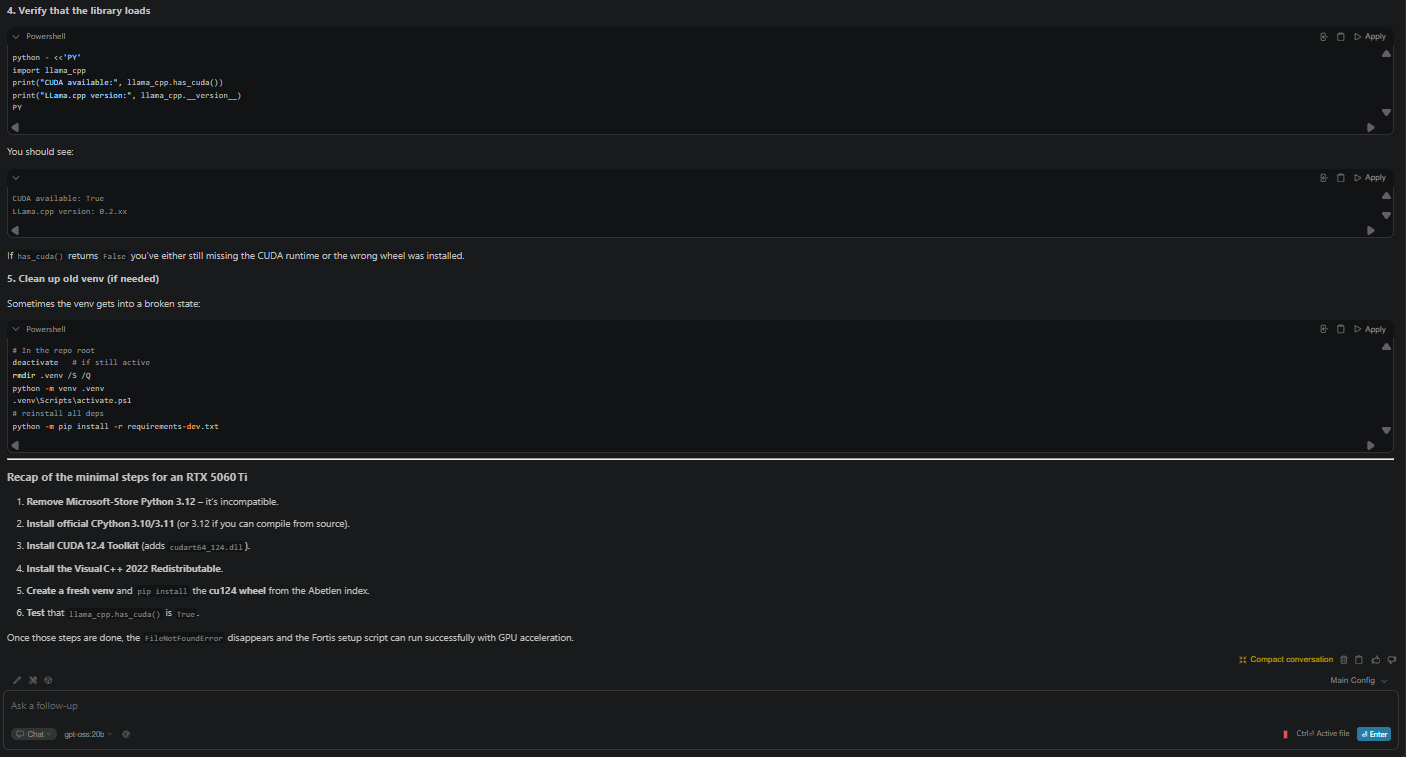 4. Verify that the library loads
Powershell
Apply
python - <<'PY'
import llama_cpp
print("CUDA available:", llama_cpp.has_cuda())
print("LLama.cpp version:", llama_cpp.__version__)
PY
You should see:
Apply
CUDA available: True
LLama.cpp version: 0.2.xx
If has_cuda() returns False you've either still missing the CUDA runtime or the wrong wheel was installed.
5. Clean up old venv (if needed)
Sometimes the venv gets into a broken state:
Powershell
Apply
# In the repo root
deactivate   # if still active
rmdir .venv /S /Q
python -m venv .venv
.venv\Scripts\activate.ps1
# reinstall all deps
python -m pip install -r requirements-dev.txt
Recap of the minimal steps for an RTX 5060 Ti
1. Remove Microsoft-Store Python 3.12 – it's incompatible.
2. Install official CPython 3.10/3.11 (or 3.12 if you can compile from source).
3. Install CUDA 12.4 Toolkit (adds cudart64_124.dll).
4. Install the Visual C++ 2022 Redistributable.
5. Create a fresh venv and pip install the cu124 wheel from the Abetlen index.
6. Test that llama_cpp.has_cuda() is True.
Once those steps are done, the FileNotFoundError disappears and the Fortis setup script can run successfully with GPU acceleration.
Compact conversation
Main Config
Ask a follow-up
Chat
gpt-oss:20b
Ctrl⏎ Active file
⏎ Enter